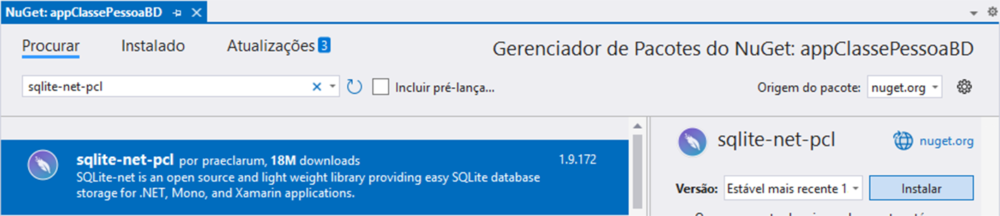 NuGet: appClassePessoaBD
Procurar Instalado Atualizações 3
Gerenciador de Pacotes do NuGet: appClassePessoaBD
sqlite-net-pcl
Incluir pré-lança...
Origem do pacote: nuget.org
sqlite-net-pcl por praeclarum, 18M downloads
1.9.172
SQLite-net is an open source and light weight library providing easy SQLite database
storage for .NET, Mono, and Xamarin applications.
sqlite-net-pcl
nuget.org
Versão: Estável mais recente 1
Instalar